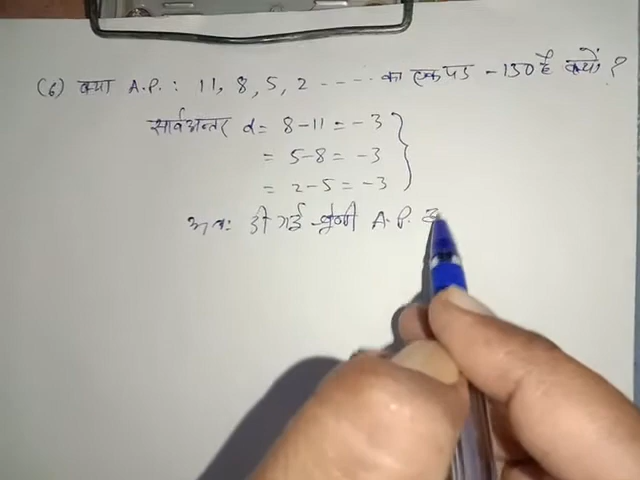 (6) क्या A.P.: 11, 8, 5, 2 ..... का एक पद -150 है क्यों ?
सार्वअन्तर d = 8-11 = -3
= 5-8 = -3
= 2-5 = -3
अतः दी गई श्रेणी A.P. ह